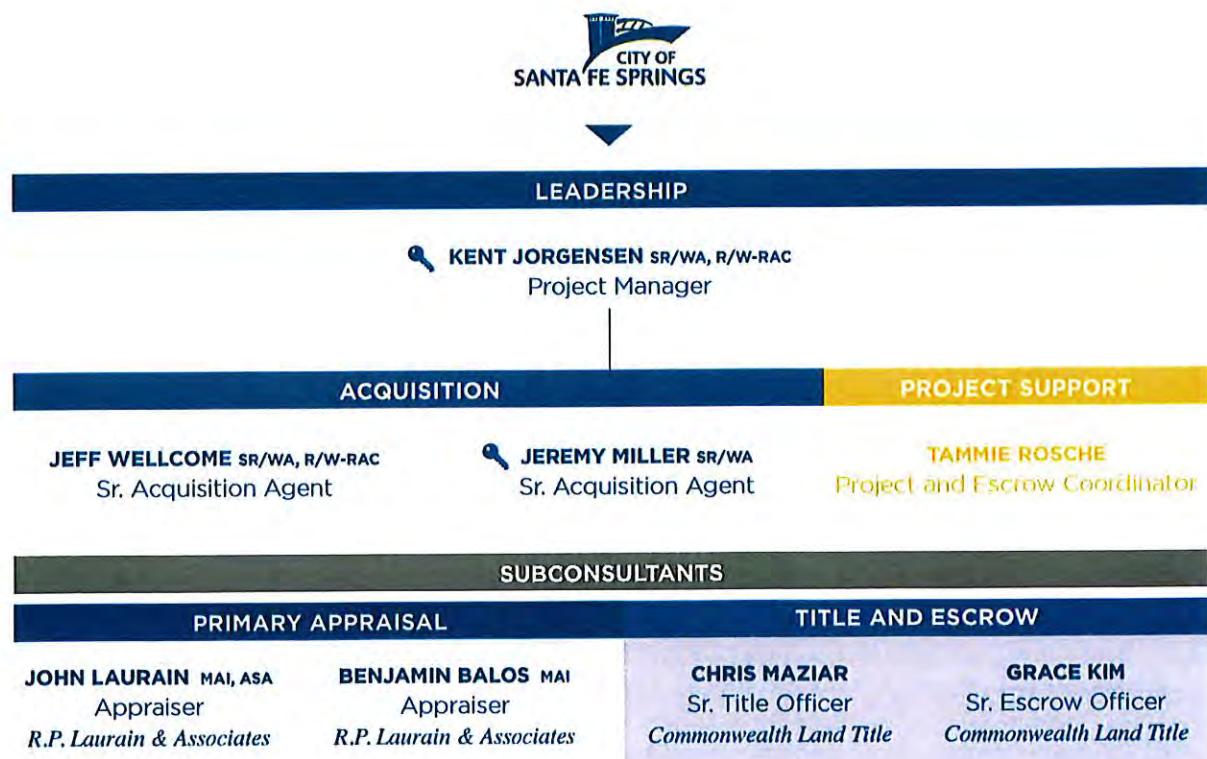 CITY OF
SANTA FE SPRINGS
LEADERSHIP
KENT JORGENSEN SR/WA, R/W-RAC
Project Manager
ACQUISITION
PROJECT SUPPORT
JEFF WELLCOME SR/WA, R/W-RAC
Sr. Acquisition Agent
JEREMY MILLER SR/WA
Sr. Acquisition Agent
TAMMIE ROSCHE
Project and Escrow Coordinator
SUBCONSULTANTS
PRIMARY APPRAISAL
TITLE AND ESCROW
JOHN LAURAIN MAI, ASA
Appraiser
R.P. Laurain & Associates
BENJAMIN BALOS MAI
Appraiser
R.P. Laurain & Associates
CHRIS MAZIAR
Sr. Title Officer
Commonwealth Land Title
GRACE KIM
Sr. Escrow Officer
Commonwealth Land Title